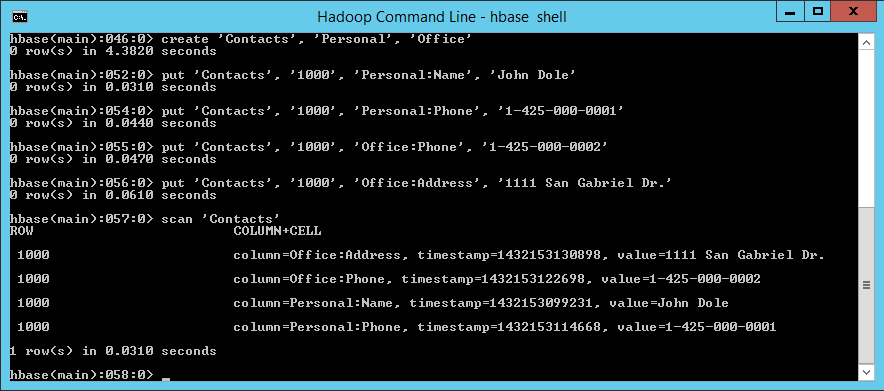 Hadoop Command Line - hbase shell
hbase(main):046:0> create 'Contacts', 'Personal', 'Office'
0 row(s) in 4.3820 seconds
hbase(main):052:0> put 'Contacts', '1000', 'Personal:Name', 'John Dole'
0 row(s) in 0.0310 seconds
hbase(main):054:0> put 'Contacts', '1000', 'Personal:Phone', '1-425-000-0001'
0 row(s) in 0.0440 seconds
hbase(main):055:0> put 'Contacts', '1000', 'Office:Phone', '1-425-000-0002'
0 row(s) in 0.0470 seconds
hbase(main):056:0> put 'Contacts', '1000', 'Office:Address', '1111 San Gabriel Dr.'
0 row(s) in 0.0610 seconds
hbase(main):057:0> scan 'Contacts'
ROW COLUMN+CELL
1000 column=Office:Address, timestamp=1432153130898, value=1111 San Gabriel Dr.
1000 column=Office:Phone, timestamp=1432153122698, value=1-425-000-0002
1000 column=Personal:Name, timestamp=1432153099231, value=John Dole
1000 column=Personal:Phone, timestamp=1432153114668, value=1-425-000-0001
1 row(s) in 0.0310 seconds
hbase(main):058:0> _